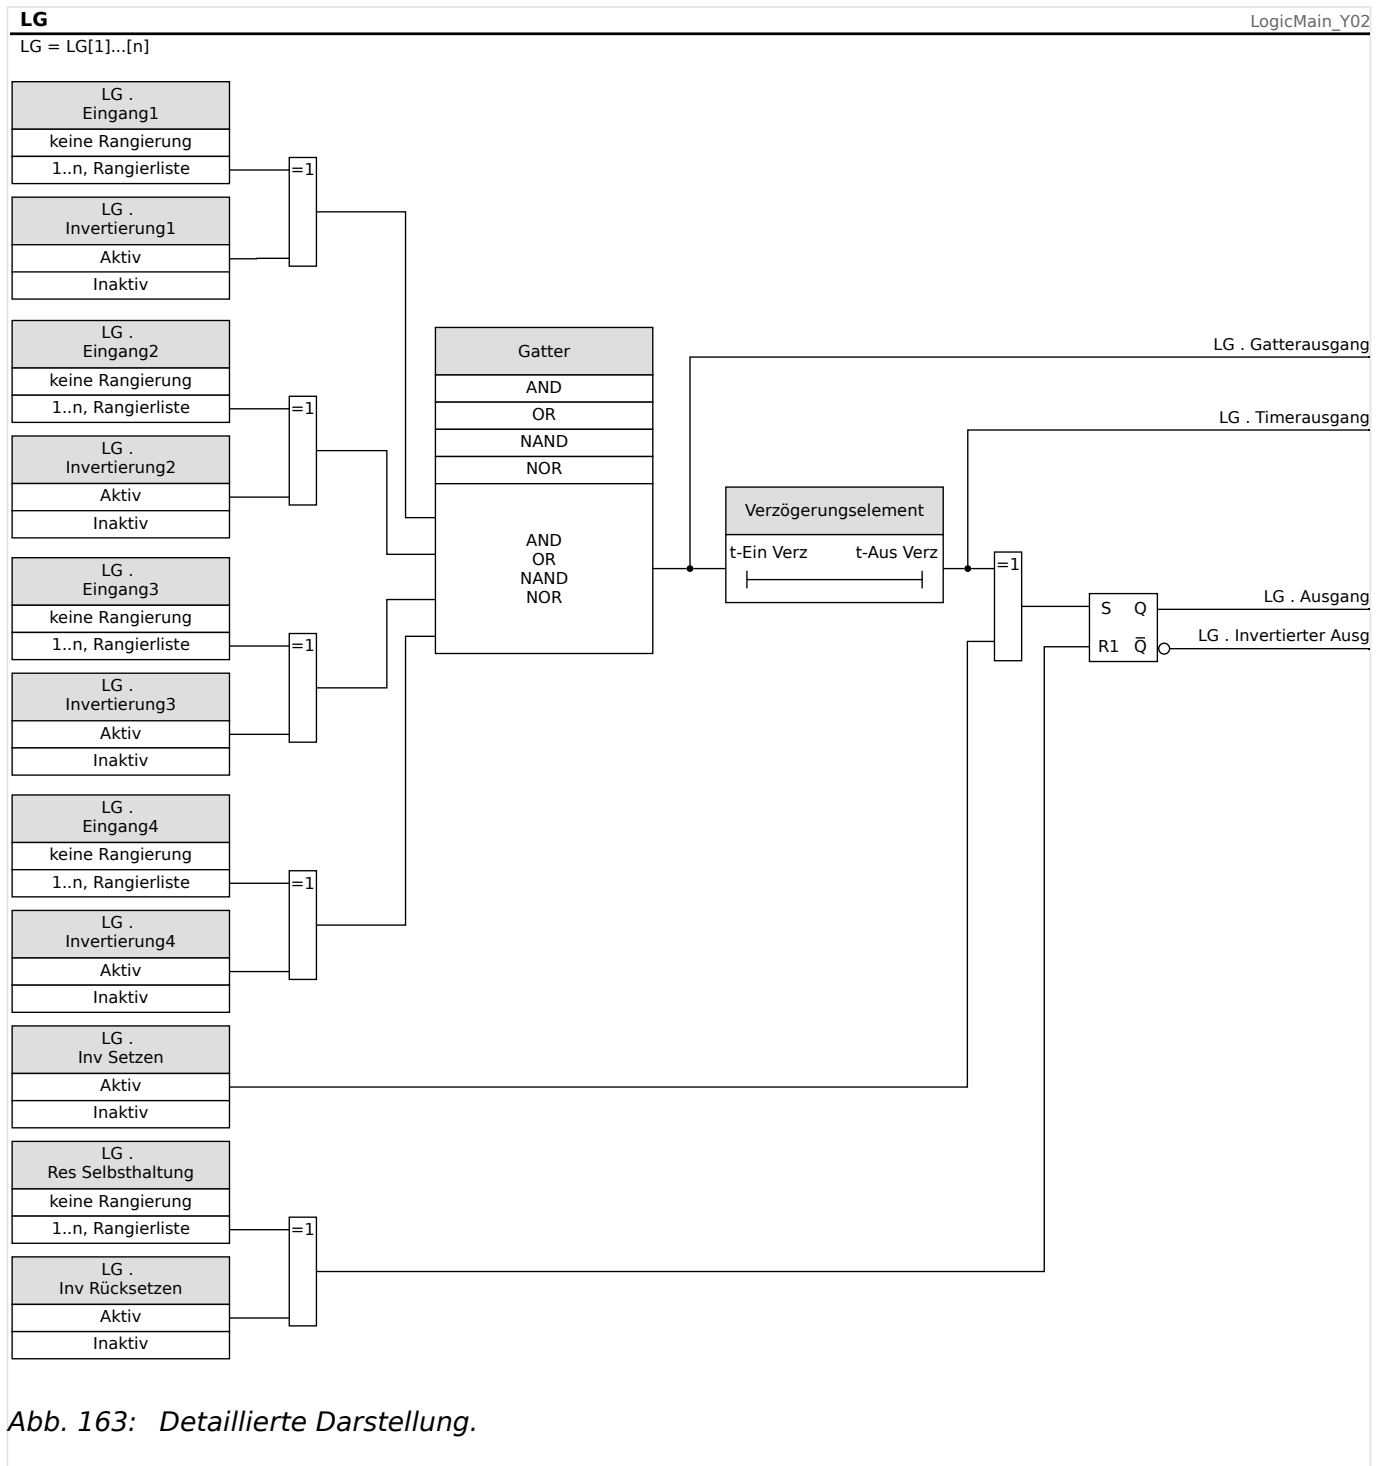 LG
LogicMain_Y02
LG = LG[1]...[n]
LG .
Eingang1
keine Rangierung
1..n, Rangierliste
=1
LG .
Invertierung1
Aktiv
Inaktiv
LG .
Eingang2
keine Rangierung
1..n, Rangierliste
=1
LG .
Invertierung2
Aktiv
Inaktiv
LG .
Eingang3
keine Rangierung
1..n, Rangierliste
=1
LG .
Invertierung3
Aktiv
Inaktiv
LG .
Eingang4
keine Rangierung
1..n, Rangierliste
=1
LG .
Invertierung4
Aktiv
Inaktiv
LG .
Inv Setzen
Aktiv
Inaktiv
LG .
Res Selbsthaltung
keine Rangierung
1..n, Rangierliste
=1
LG .
Inv Rücksetzen
Aktiv
Inaktiv
Gatter
AND
OR
NAND
NOR
AND
OR
NAND
NOR
Verzögerungselement
t-Ein Verz t-Aus Verz
=1
S Q
R1 Q̅
LG . Gatterausgang
LG . Timerausgang
LG . Ausgang
LG . Invertierter Ausg
Abb. 163: Detaillierte Darstellung.